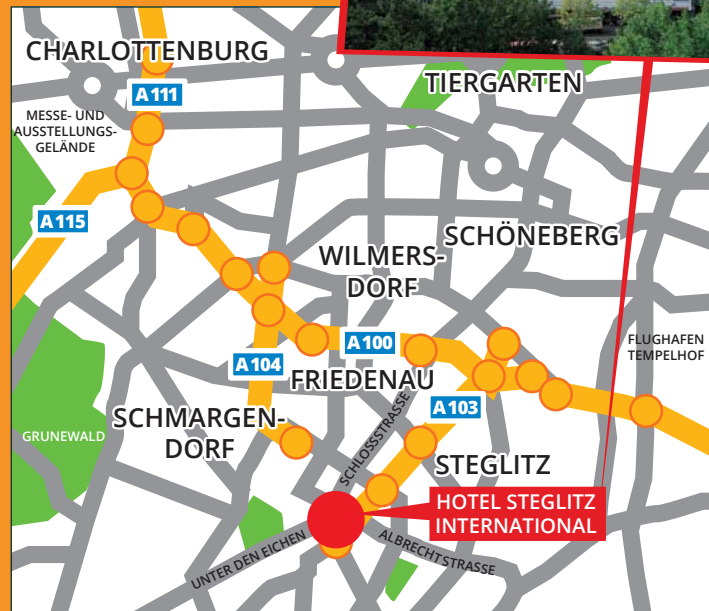 CHARLOTTENBURG
TIERGARTEN
A 111
MESSE- UND
AUSSTELLUNGS-
GELÄNDE
A 115
SCHÖNEBERG
WILMERS-
DORF
A 100
FLUGHAFEN
TEMPELHOF
A 104
FRIEDENAU
A 103
SCHMARGEN-
DORF
GRUNEWALD
SCHLOSSSTRASSE
STEGLITZ
HOTEL STEGLITZ
INTERNATIONAL
UNTER DEN EICHEN
ALBRECHTSTRASSE